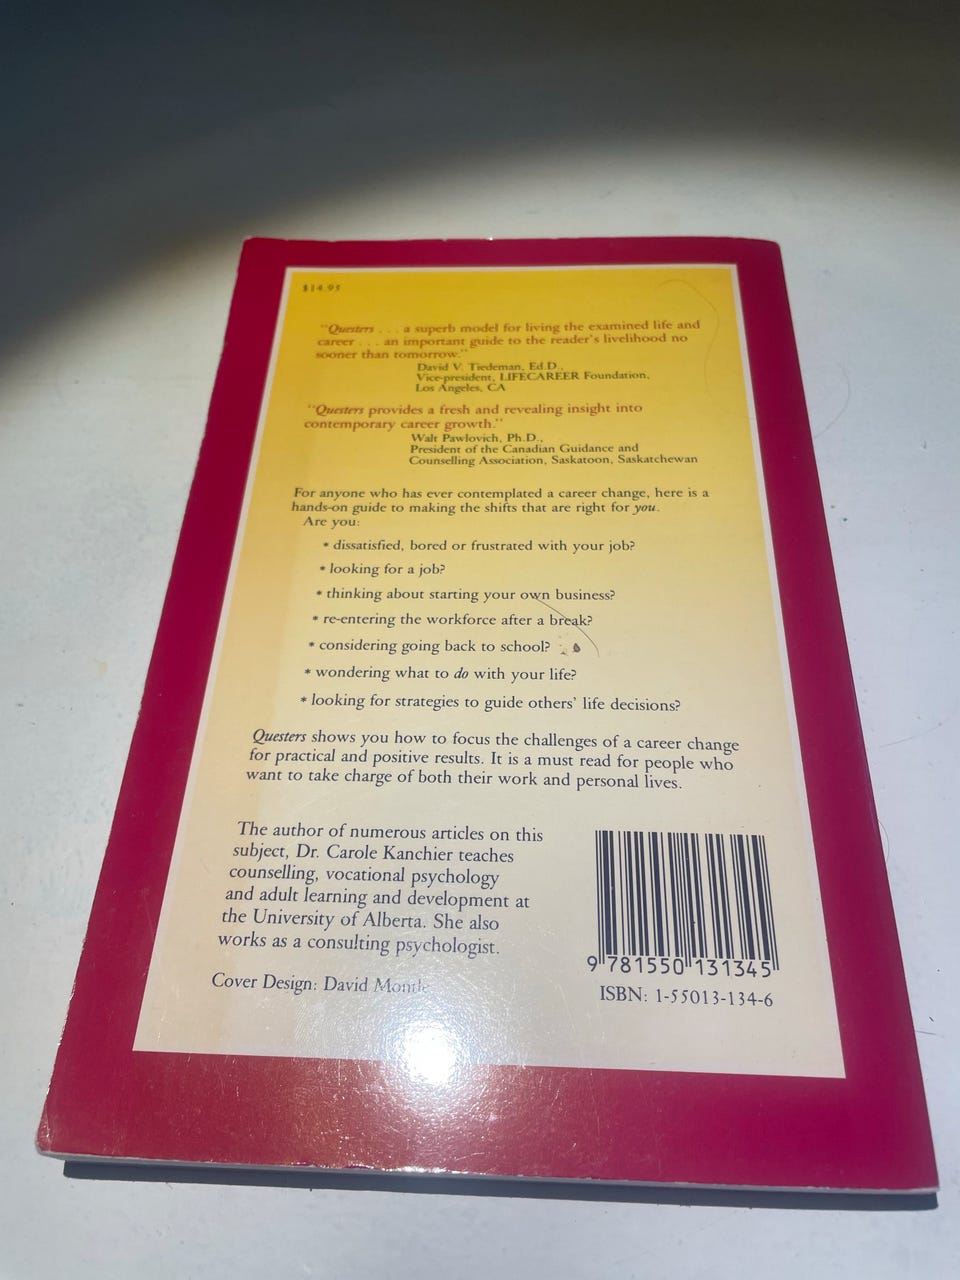 $14.95
"Questers . . . a superb model for living the examined life and
career . . . an important guide to the reader's livelihood no
sooner than tomorrow."
David V. Tiedeman, Ed.D.,
Vice-president, LIFECAREER Foundation,
Los Angeles, CA
"Questers provides a fresh and revealing insight into
contemporary career growth."
Walt Pawlovich, Ph.D.,
President of the Canadian Guidance and
Counselling Association, Saskatoon, Saskatchewan
For anyone who has ever contemplated a career change, here is a
hands-on guide to making the shifts that are right for you.
Are you:
* dissatisfied, bored or frustrated with your job?
* looking for a job?
* thinking about starting your own business?
* re-entering the workforce after a break?
* considering going back to school?
* wondering what to do with your life?
* looking for strategies to guide others' life decisions?
Questers shows you how to focus the challenges of a career change
for practical and positive results. It is a must read for people who
want to take charge of both their work and personal lives.
The author of numerous articles on this
subject, Dr. Carole Kanchier teaches
counselling, vocational psychology
and adult learning and development at
the University of Alberta. She also
works as a consulting psychologist.
Cover Design: David
9 781550 131345
ISBN: 1-55013-134-6